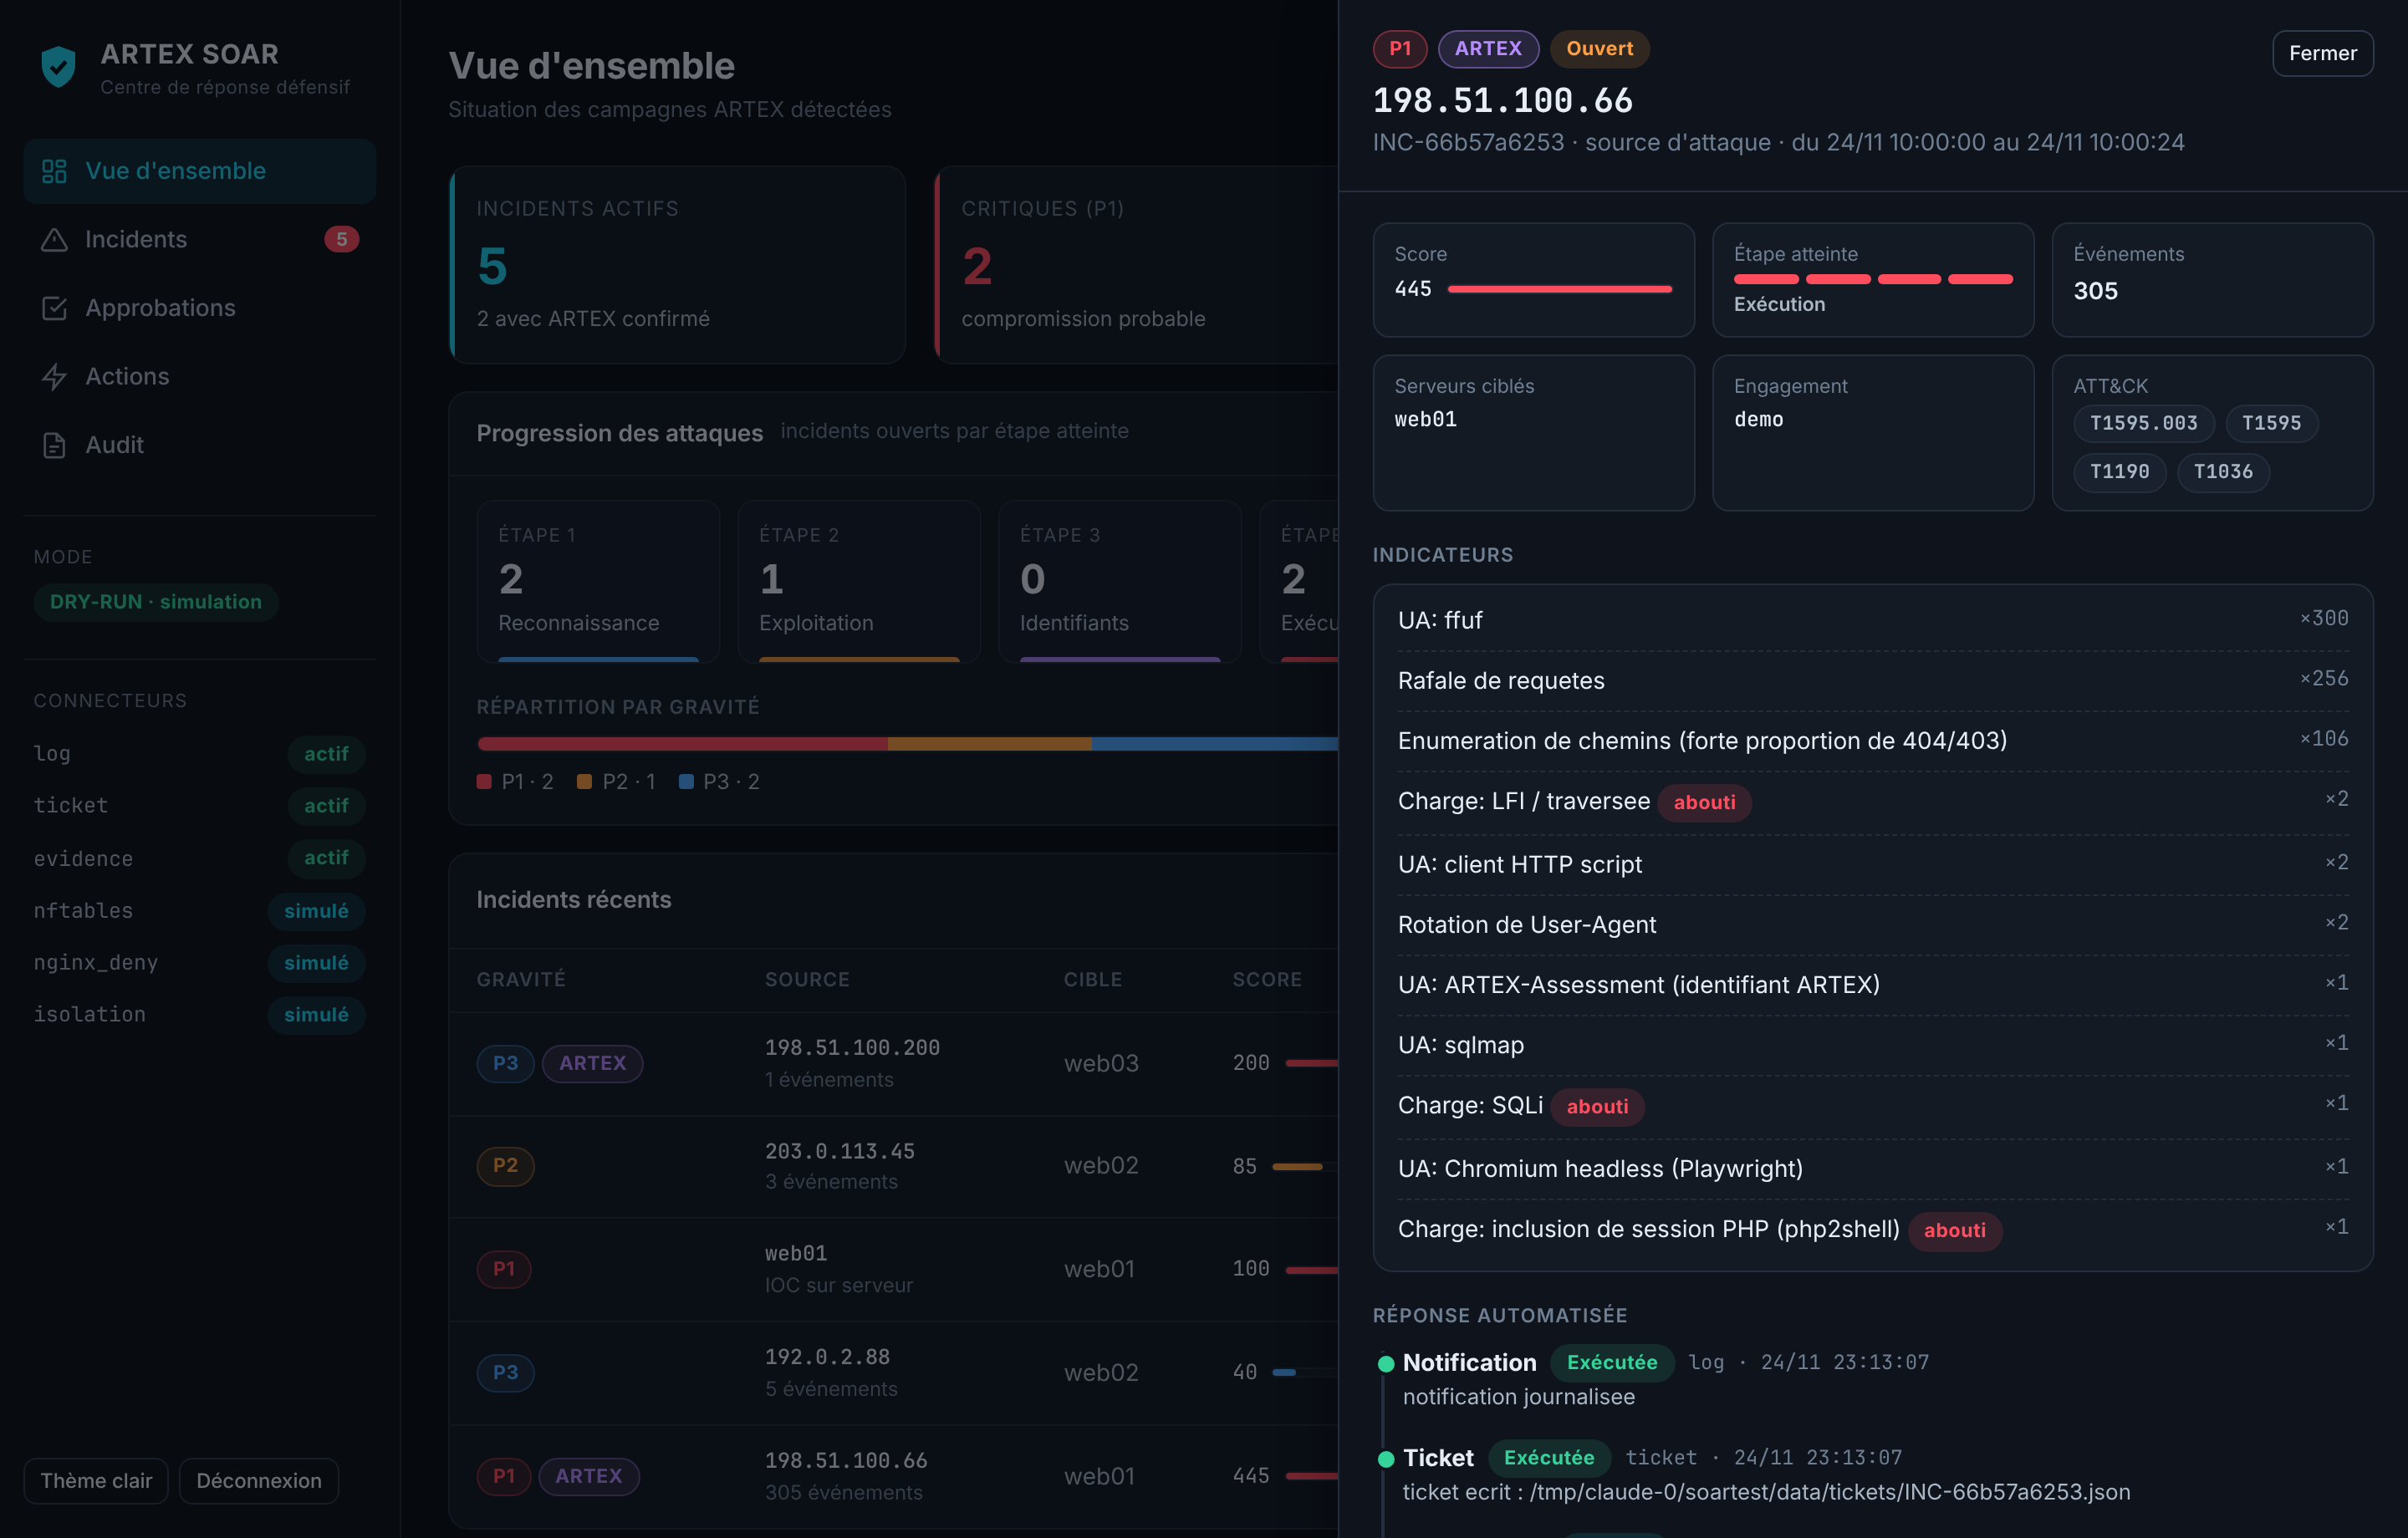 ARTEX SOAR
Centre de réponse défensif
Vue d'ensemble
Incidents
5
Approbations
Actions
Audit
MODE
DRY-RUN · simulation
CONNECTEURS
log
actif
ticket
actif
evidence
actif
nftables
simulé
nginx_deny
simulé
isolation
simulé
Thème clair
Déconnexion
Vue d'ensemble
Situation des campagnes ARTEX détectées
INCIDENTS ACTIFS
5
2 avec ARTEX confirmé
CRITIQUES (P1)
2
compromission probable
Progression des attaques
incidents ouverts par étape atteinte
ÉTAPE 1
2
Reconnaissance
ÉTAPE 2
1
Exploitation
ÉTAPE 3
0
Identifiants
ÉTAPE
2
Exécu
RÉPARTITION PAR GRAVITÉ
P1 · 2
P2 · 1
P3 · 2
Incidents récents
GRAVITÉ SOURCE CIBLE SCORE
P3 ARTEX 198.51.100.200 web03 200
1 événements
P2 203.0.113.45 web02 85
3 événements
P1 web01 web01 100
IOC sur serveur
P3 192.0.2.88 web02 40
5 événements
P1 ARTEX 198.51.100.66 web01 445
305 événements
P1 ARTEX Ouvert
Fermer
198.51.100.66
INC-66b57a6253 · source d'attaque · du 24/11 10:00:00 au 24/11 10:00:24
Score
445
Étape atteinte
Exécution
Événements
305
Serveurs ciblés
web01
Engagement
demo
ATT&CK
T1595.003 T1595
T1190 T1036
INDICATEURS
UA: ffuf ×300
Rafale de requetes ×256
Enumeration de chemins (forte proportion de 404/403) ×106
Charge: LFI / traversee abouti ×2
UA: client HTTP script ×2
Rotation de User-Agent ×2
UA: ARTEX-Assessment (identifiant ARTEX) ×1
UA: sqlmap ×1
Charge: SQLi abouti ×1
UA: Chromium headless (Playwright) ×1
Charge: inclusion de session PHP (php2shell) abouti ×1
RÉPONSE AUTOMATISÉE
Notification Exécutée log · 24/11 23:13:07
notification journalisee
Ticket Exécutée ticket · 24/11 23:13:07
ticket ecrit : /tmp/claude-0/soartest/data/tickets/INC-66b57a6253.json